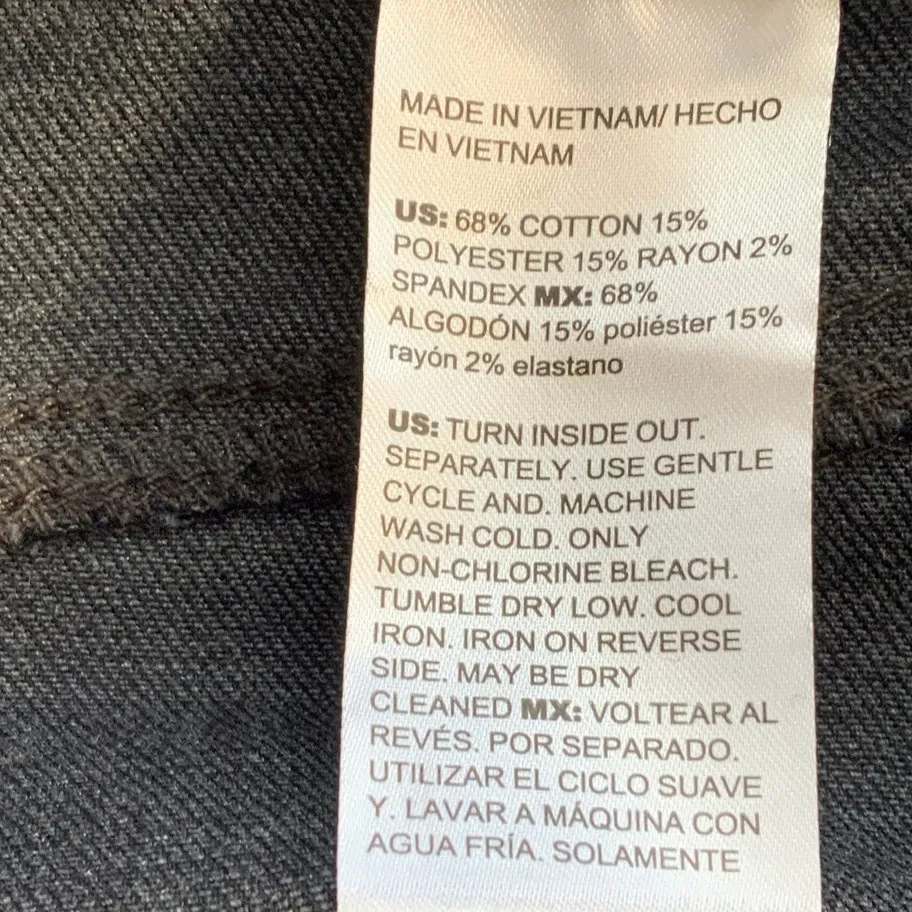 MADE IN VIETNAM/ HECHO
EN VIETNAM
US: 68% COTTON 15%
POLYESTER 15% RAYON 2%
SPANDEX MX: 68%
ALGODÓN 15% poliéster 15%
rayón 2% elastano
US: TURN INSIDE OUT.
SEPARATELY. USE GENTLE
CYCLE AND. MACHINE
WASH COLD. ONLY
NON-CHLORINE BLEACH.
TUMBLE DRY LOW. COOL
IRON. IRON ON REVERSE
SIDE. MAY BE DRY
CLEANED MX: VOLTEAR AL
REVÉS. POR SEPARADO.
UTILIZAR EL CICLO SUAVE
Y. LAVAR A MÁQUINA CON
AGUA FRÍA. SOLAMENTE